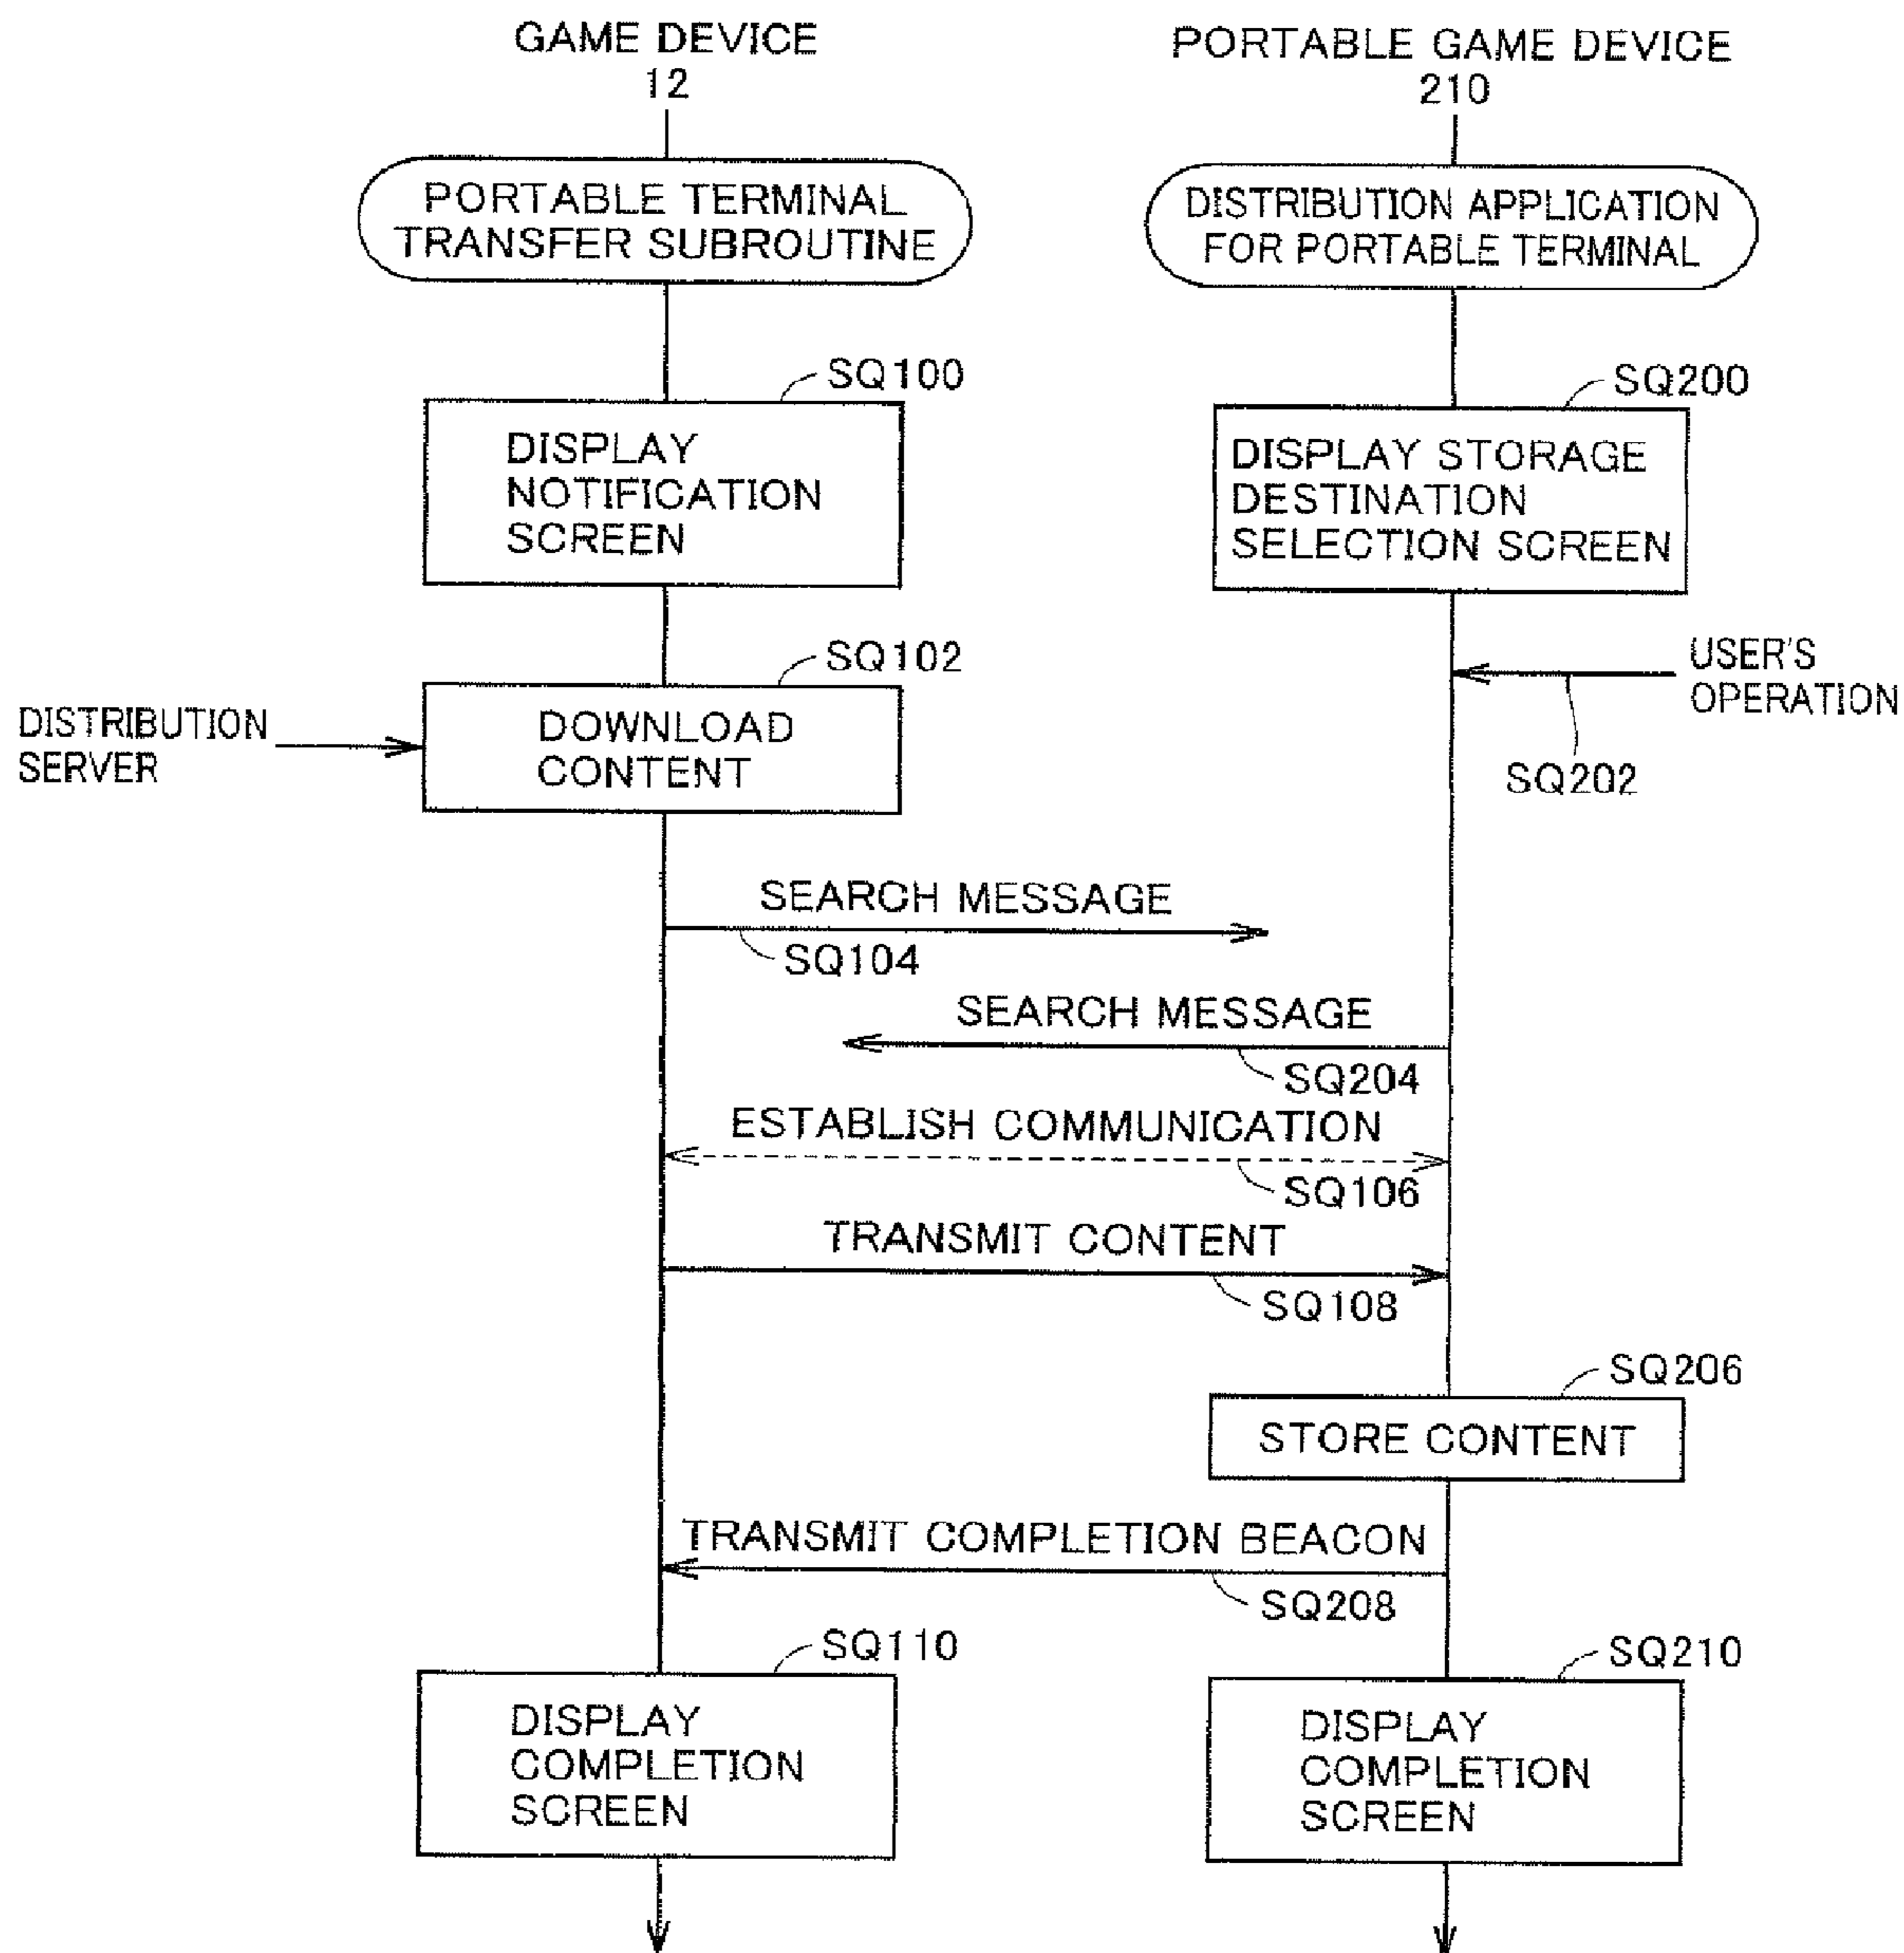 GAME DEVICE
12
PORTABLE GAME DEVICE
210
PORTABLE TERMINAL
TRANSFER SUBROUTINE
DISTRIBUTION APPLICATION
FOR PORTABLE TERMINAL
SQ100
DISPLAY
NOTIFICATION
SCREEN
SQ200
DISPLAY STORAGE
DESTINATION
SELECTION SCREEN
SQ102
DOWNLOAD
CONTENT
DISTRIBUTION
SERVER
USER'S
OPERATION
SQ202
SEARCH MESSAGE
SQ104
SEARCH MESSAGE
SQ204
ESTABLISH COMMUNICATION
SQ106
TRANSMIT CONTENT
SQ108
SQ206
STORE CONTENT
TRANSMIT COMPLETION BEACON
SQ208
SQ110
DISPLAY
COMPLETION
SCREEN
SQ210
DISPLAY
COMPLETION
SCREEN